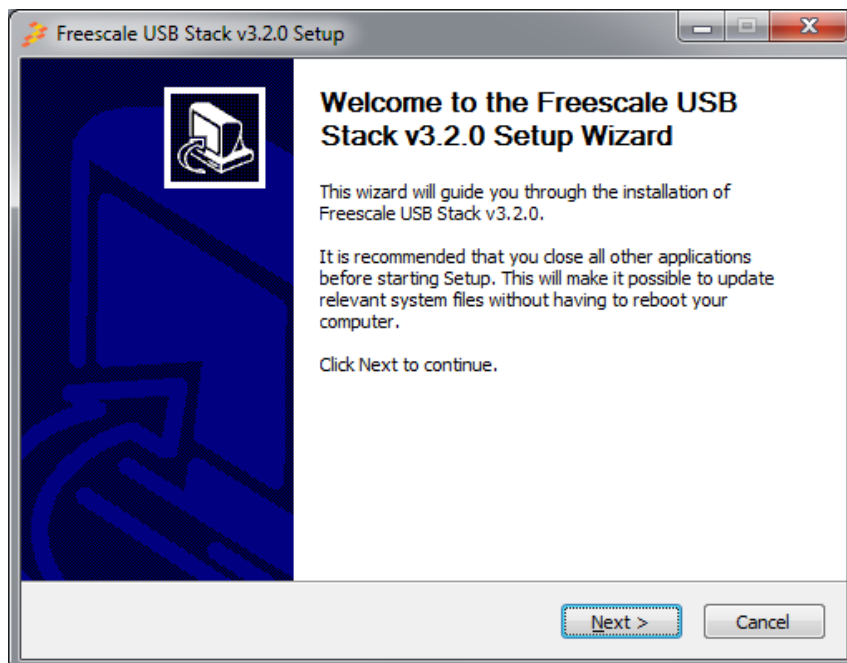 Freescale USB Stack v3.2.0 Setup
Welcome to the Freescale USB
Stack v3.2.0 Setup Wizard
This wizard will guide you through the installation of
Freescale USB Stack v3.2.0.
It is recommended that you close all other applications
before starting Setup. This will make it possible to update
relevant system files without having to reboot your
computer.
Click Next to continue.
Next > Cancel